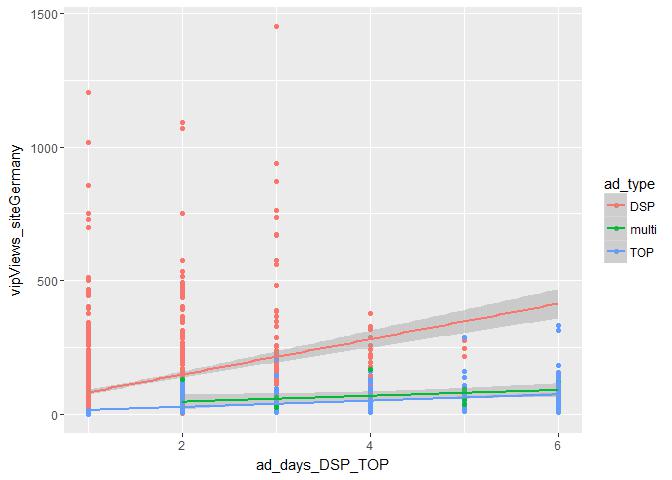 1500
1000
500
0
vipViews_siteGermany
2
4
6
ad_days_DSP_TOP
ad_type
DSP
multi
TOP